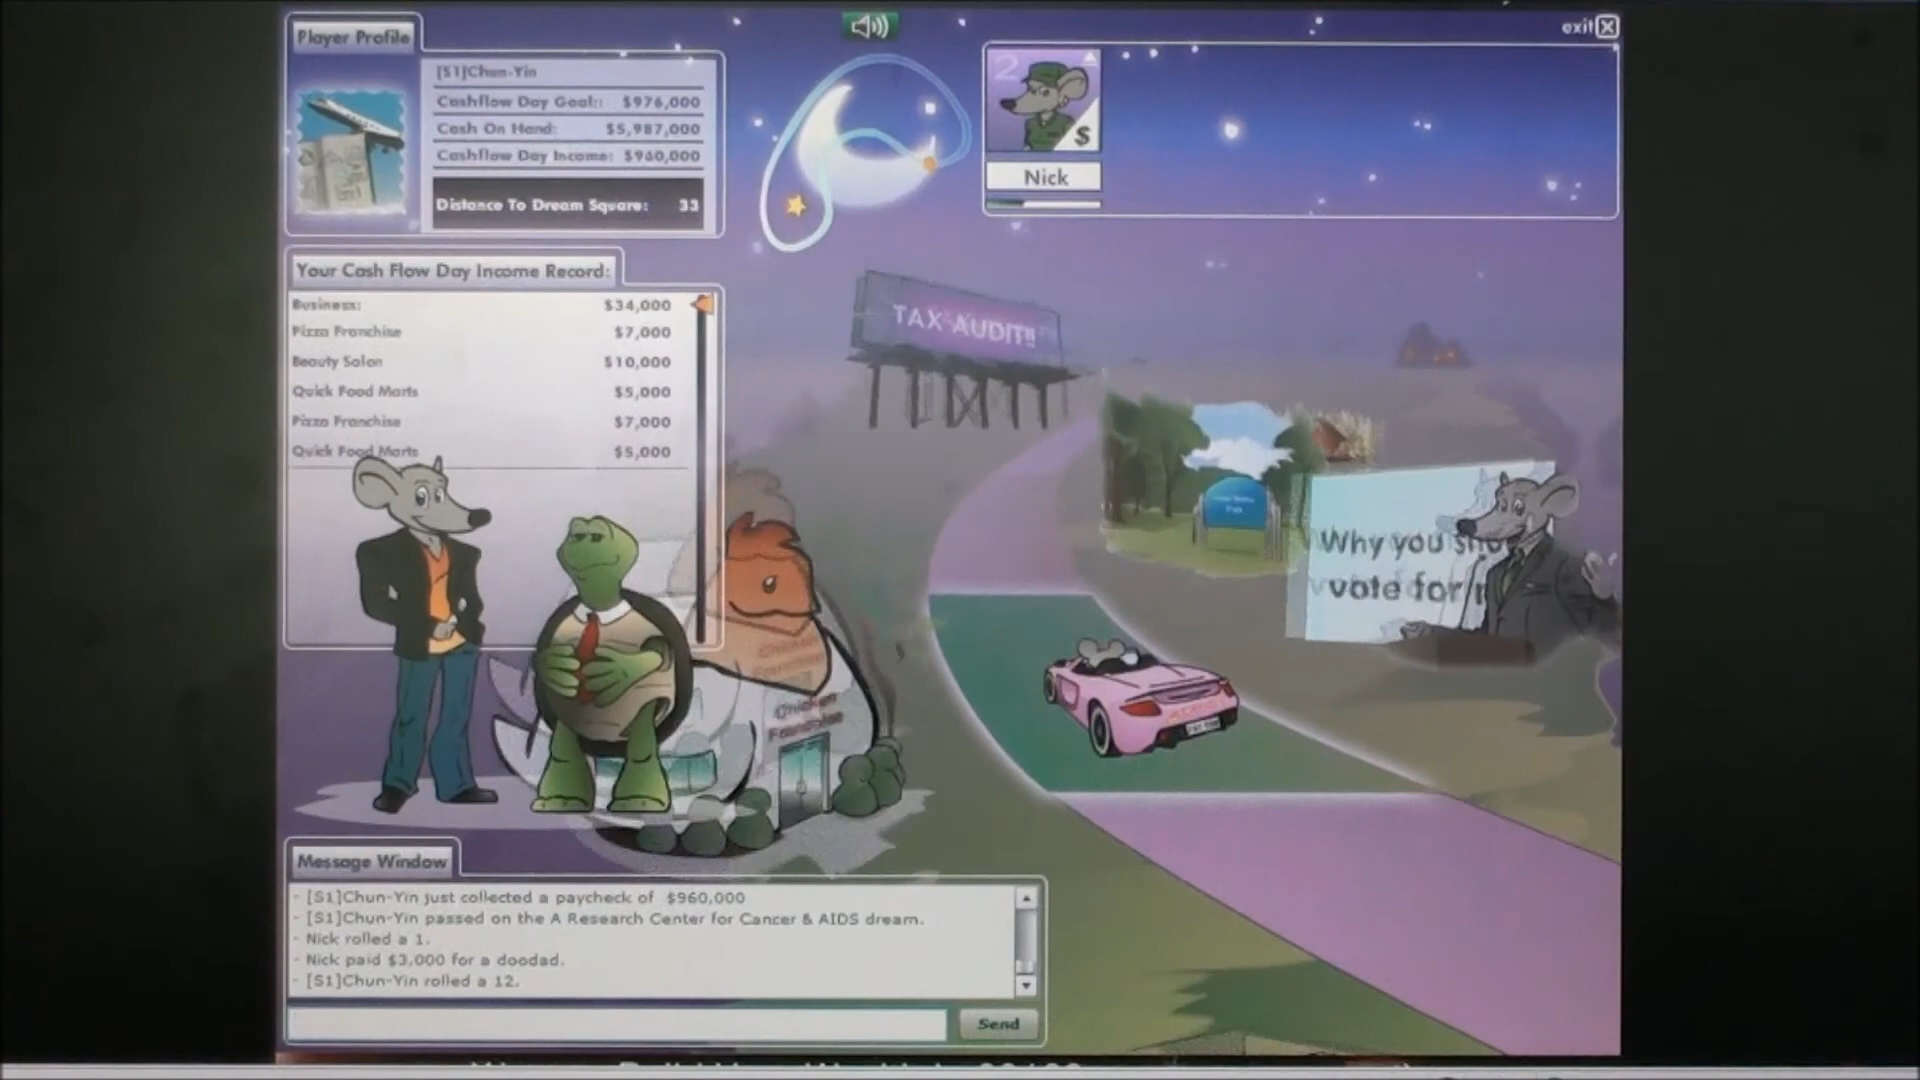 Player Profile
[S1]Chun-Yin
Cashflow Day Goal: $976,000
Cash On Hand: $5,987,000
Cashflow Day Income: $960,000
Distance To Dream Square: 33
exit
2
$
Nick
Your Cash Flow Day Income Record:
Business: $34,000
Pizza Franchise $7,000
Beauty Salon $10,000
Quick Food Marts $5,000
Pizza Franchise $7,000
Quick Food Marts $5,000
TAX AUDIT!!
Why you
vote for
Chicken
Franchise
Message Window
- [S1]Chun-Yin just collected a paycheck of $960,000
- [S1]Chun-Yin passed on the A Research Center for Cancer & AIDS dream.
- Nick rolled a 1.
- Nick paid $3,000 for a doodad.
- [S1]Chun-Yin rolled a 12.
Send